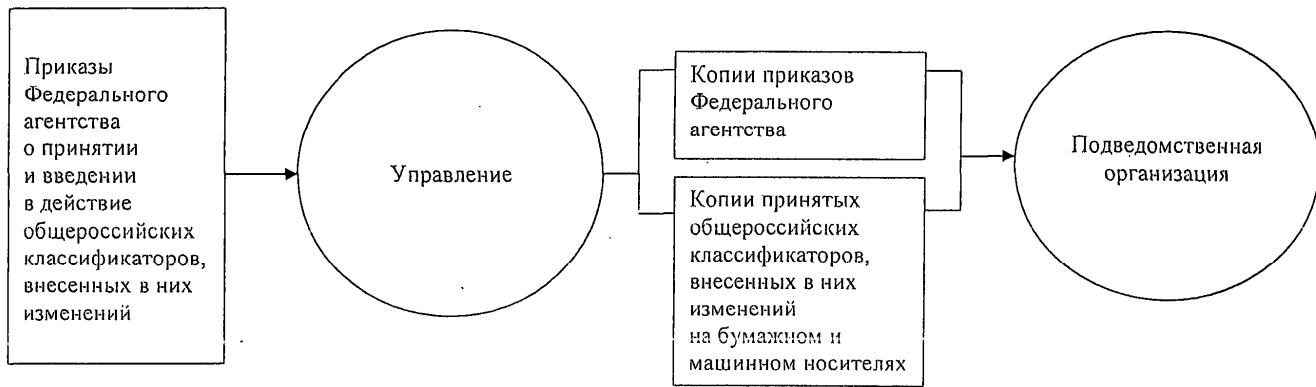 Приказы
Федерального
агентства
о принятии
и введении
в действие
общероссийских
классификаторов,
внесенных в них
изменений
Управление
Копии приказов
Федерального
агентства
Копии принятых
общероссийских
классификаторов,
внесенных в них
изменений
на бумажном и
машинном носителях
Подведомственная
организация